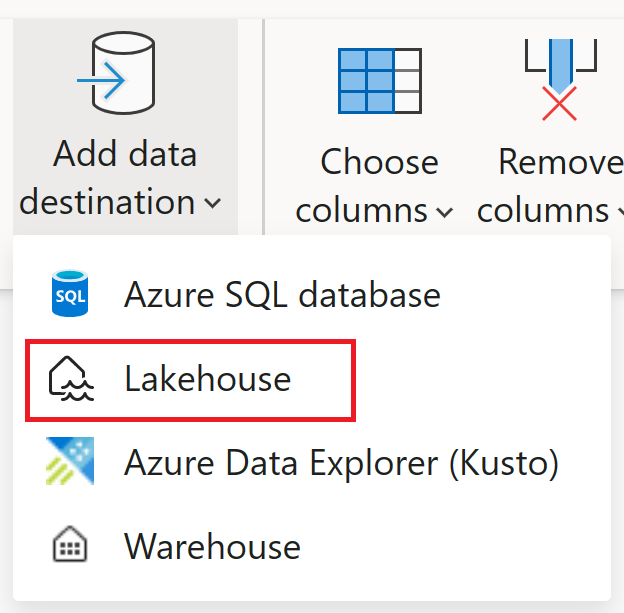 Add data
destination
Choose
columns
Remove
columns
SQL
Azure SQL database
Lakehouse
Azure Data Explorer (Kusto)
Warehouse